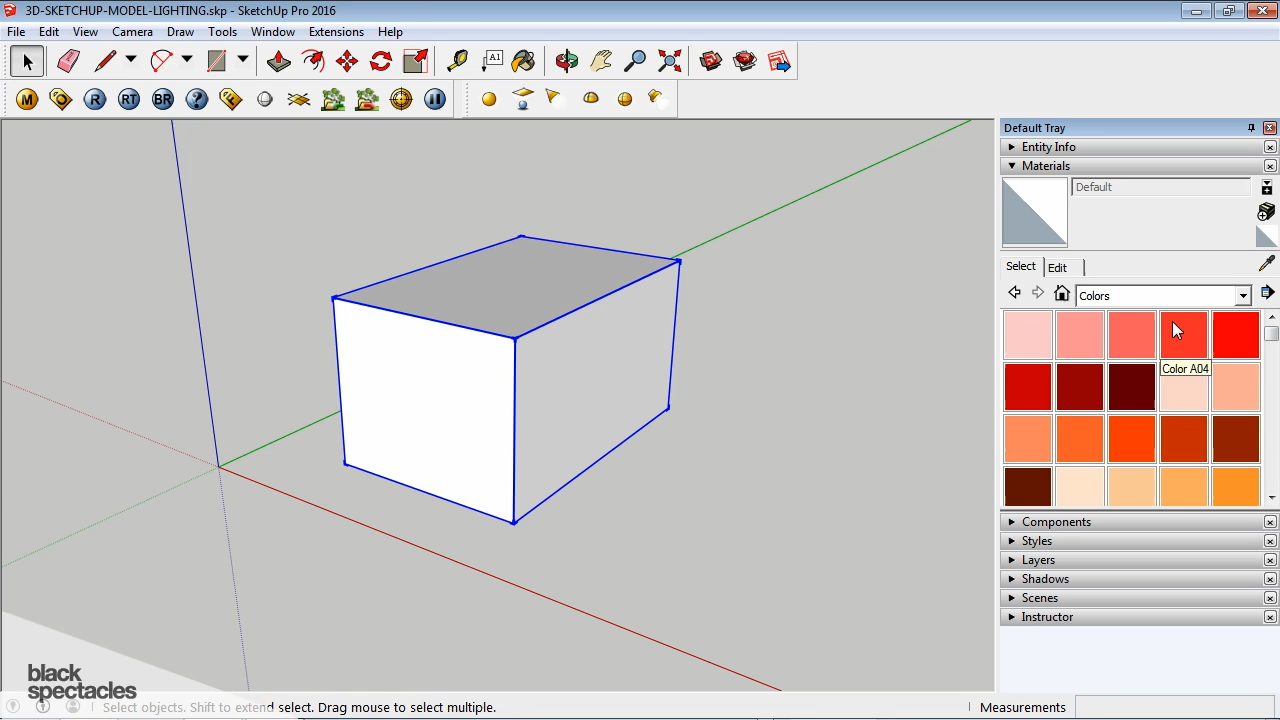 3D-SKETCHUP-MODEL-LIGHTING.skp - SketchUp Pro 2016
File Edit View Camera Draw Tools Window Extensions Help
A1
M R RT BR ?
Default Tray
Entity Info
Materials
Default
Select Edit
Colors
Color A04
Components
Styles
Layers
Shadows
Scenes
Instructor
black
spectacles
Select objects. Shift to extend select. Drag mouse to select multiple.
Measurements